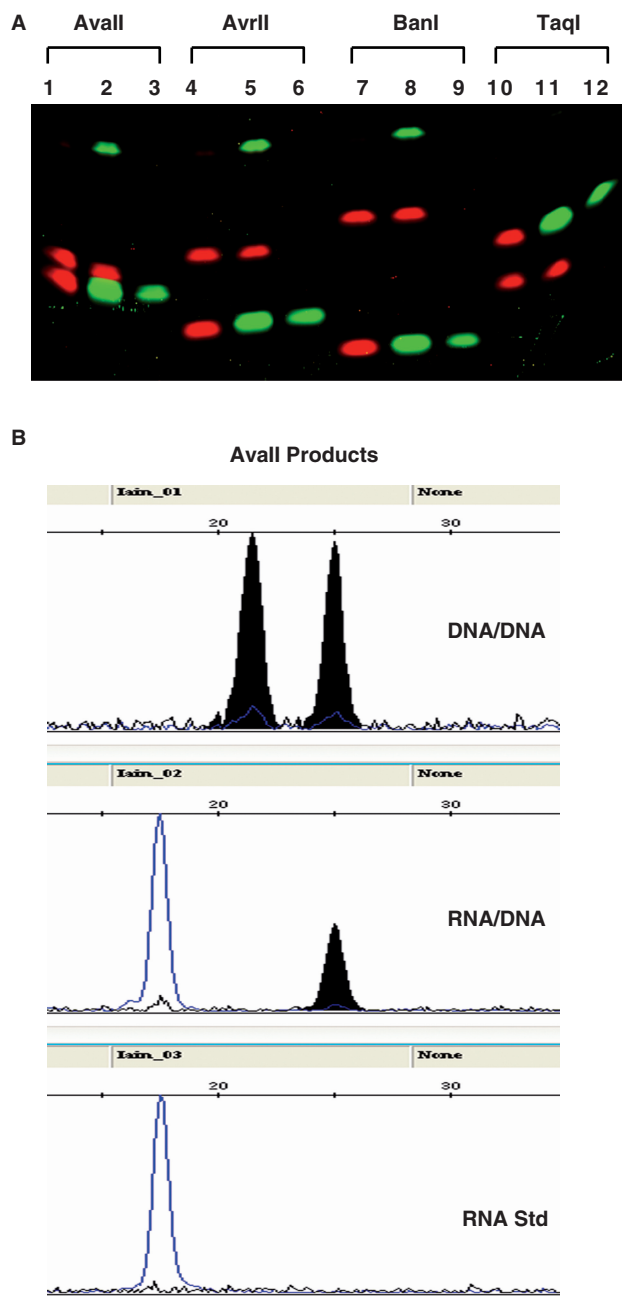 A
AvaII AvrII BanI TaqI
1 2 3 4 5 6 7 8 9 10 11 12
B
AvaII Products
Iain_01 None
20 30
DNA/DNA
Iain_02 None
20 30
RNA/DNA
Iain_03 None
20 30
RNA Std